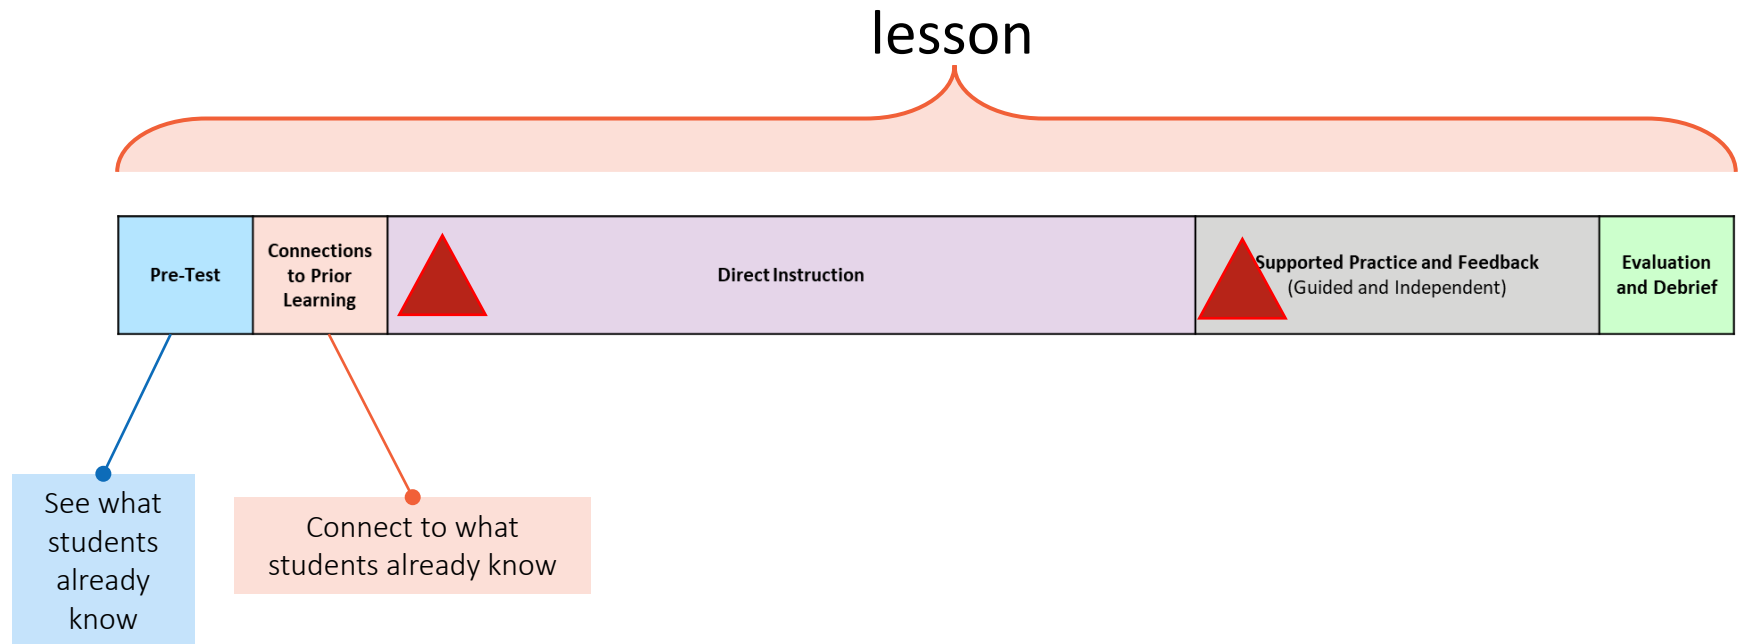 lesson
Pre-Test
Connections
to Prior
Learning
Direct Instruction
Supported Practice and Feedback
(Guided and Independent)
Evaluation
and Debrief
See what
students
already
know
Connect to what
students already know